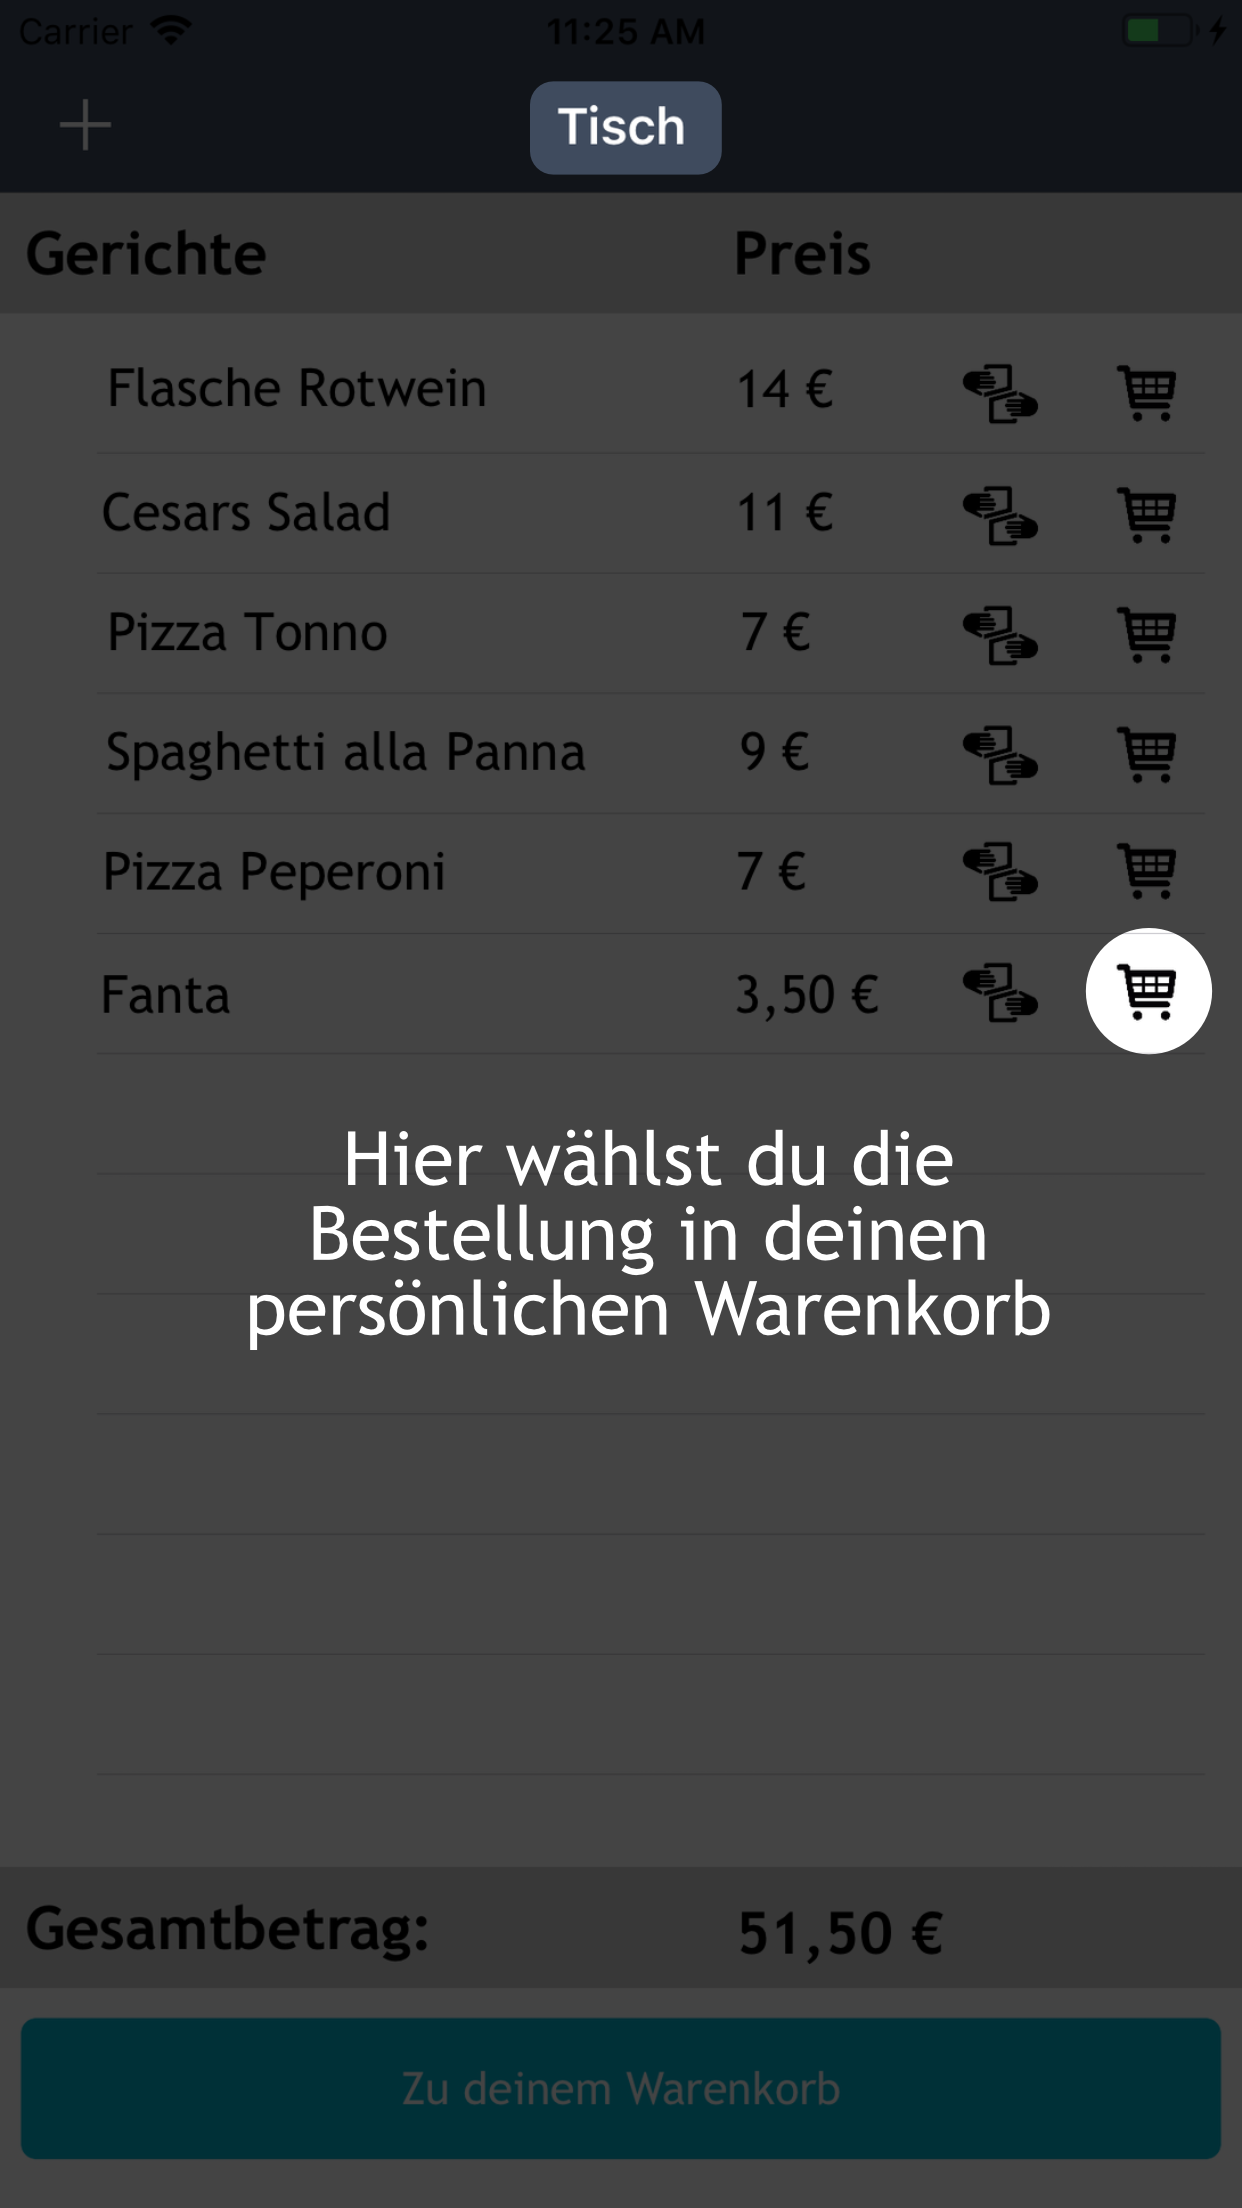 Carrier 11:25 AM
Tisch
Gerichte Preis
Flasche Rotwein 14 €
Cesars Salad 11 €
Pizza Tonno 7 €
Spaghetti alla Panna 9 €
Pizza Peperoni 7 €
Fanta 3,50 €
Hier wählst du die
Bestellung in deinen
persönlichen Warenkorb
Gesamtbetrag: 51,50 €
Zu deinem Warenkorb